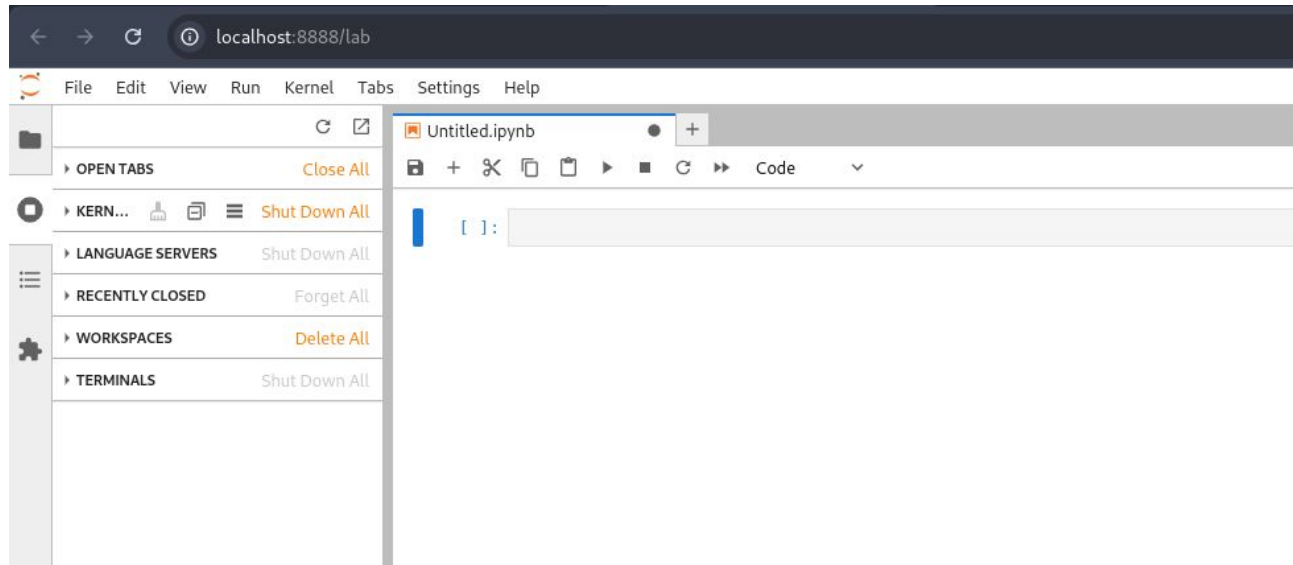 localhost:8888/lab
File Edit View Run Kernel Tabs Settings Help
OPEN TABS Close All
KERN... Shut Down All
LANGUAGE SERVERS Shut Down All
RECENTLY CLOSED Forget All
WORKSPACES Delete All
TERMINALS Shut Down All
Untitled.ipynb
Code
[ ]: